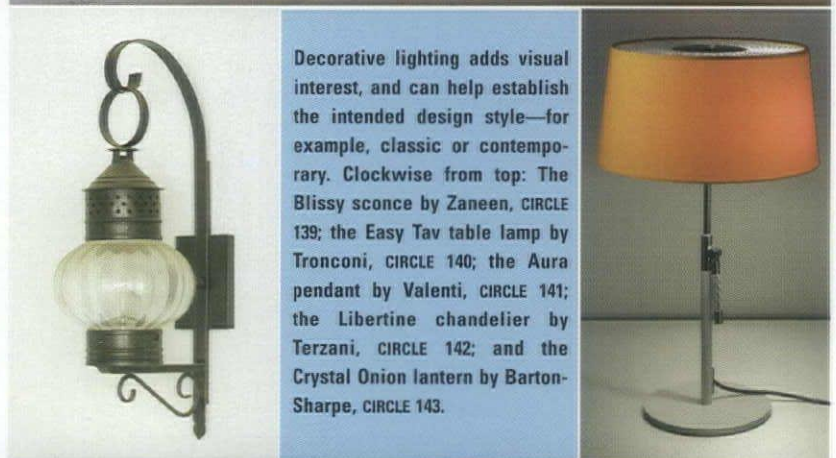 Decorative lighting adds visual
interest, and can help establish
the intended design style—for
example, classic or contempo-
rary. Clockwise from top: The
Blissy sconce by Zaneen, CIRCLE
139; the Easy Tav table lamp by
Tronconi, CIRCLE 140; the Aura
pendant by Valenti, CIRCLE 141;
the Libertine chandelier by
Terzani, CIRCLE 142; and the
Crystal Onion lantern by Barton-
Sharpe, CIRCLE 143.